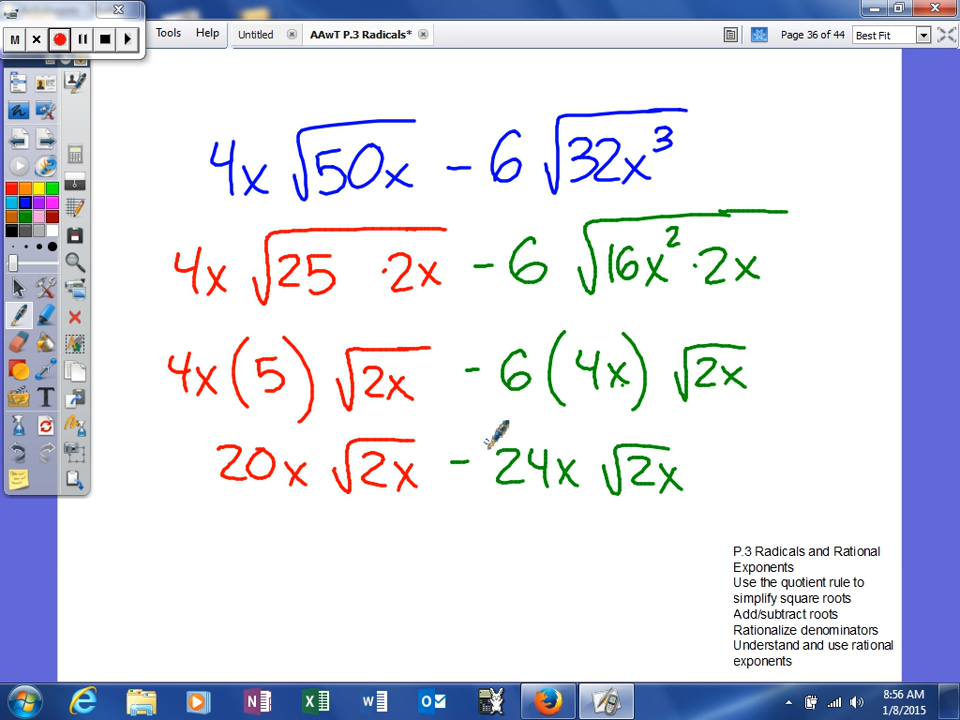 M
Tools Help Untitled AAwT P.3 Radicals* Page 36 of 44 Best Fit
4x √50x − 6 √32x³
4x √25 · 2x − 6 √16x² · 2x
4x (5) √2x − 6 (4x) √2x
20x √2x − 24x √2x
P.3 Radicals and Rational
Exponents
Use the quotient rule to
simplify square roots
Add/subtract roots
Rationalize denominators
Understand and use rational
exponents
8:56 AM
1/8/2015